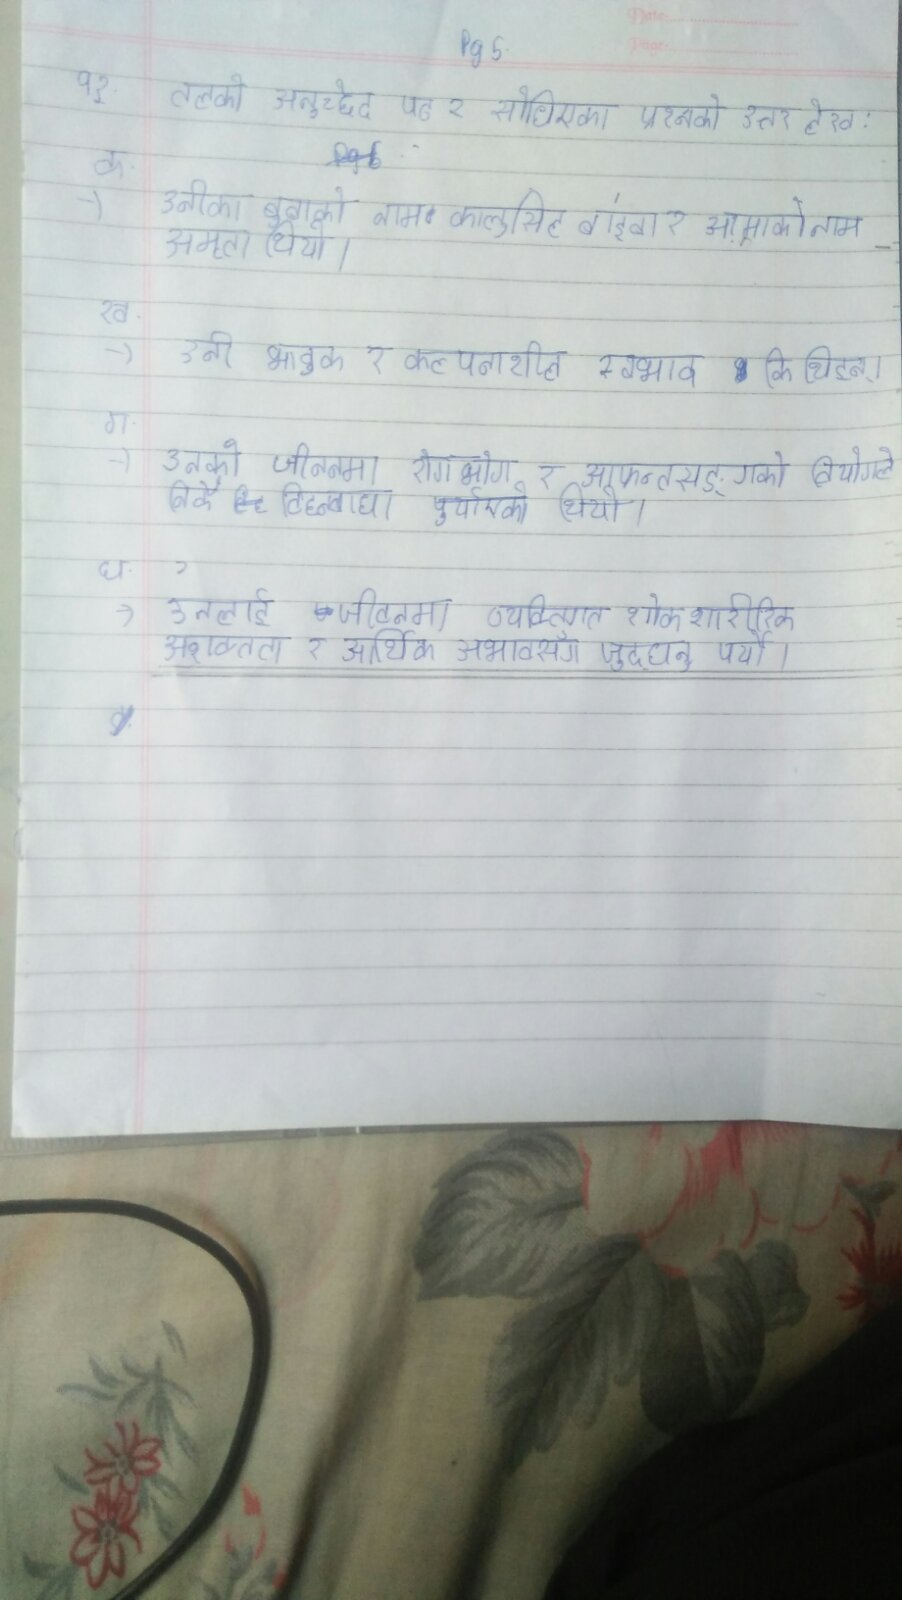 Date:
Page:
Pg 5.
१३. तलको अनुच्छेद पढ र सोधिएका प्रश्नको उत्तर लेख:
क.
→ उनीका बुवाको नाम कालुसिह वाइवा र आमाको नाम
अमृता थियो।
ख.
→ उनी भावुक र कल्पनाशील स्वभाव कि थिइन्।
ग.
→ उनको जीवनमा रोग भोग र आफन्तसङ्गको वियोगले
निकै विघ्नबाधा पुर्याएको थियो।
घ. ?
→ उनलाई जीवनमा व्यक्तिगत शोक शारीरिक
अशक्तता र आर्थिक अभावसँग जुद्धनु पर्यो।